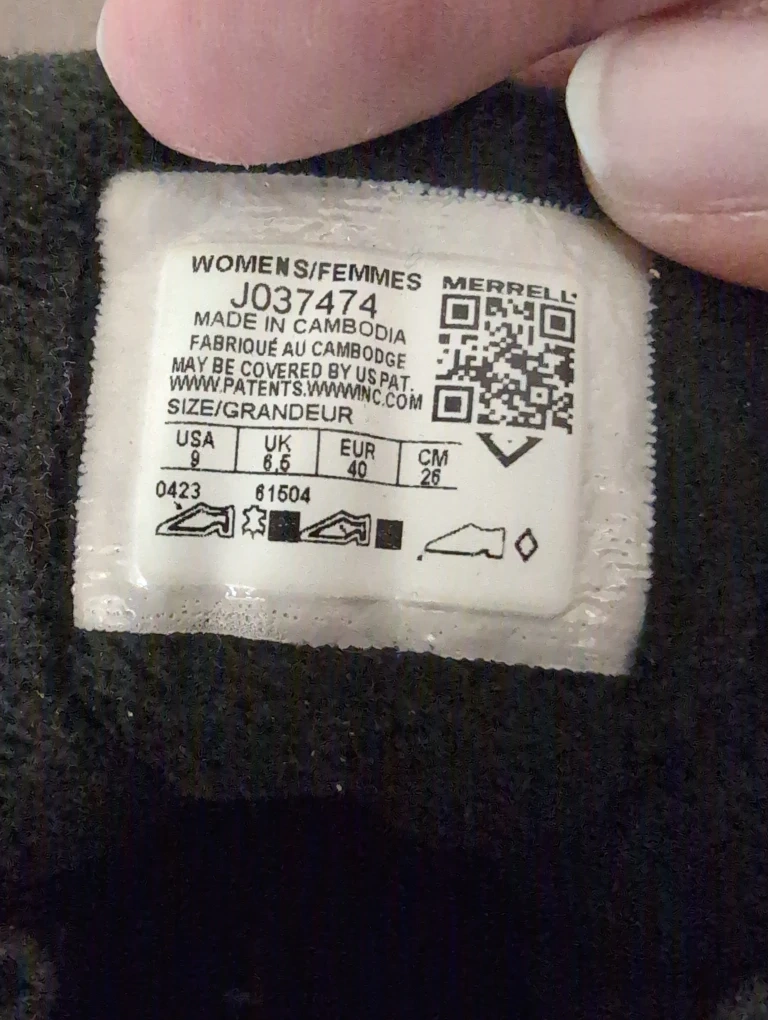 WOMENS/FEMMES
J037474
MADE IN CAMBODIA
FABRIQUÉ AU CAMBODGE
MAY BE COVERED BY US PAT.
WWW.PATENTS.WWWINC.COM
MERRELL
SIZE/GRANDEUR
USA UK EUR CM
9 6,5 40 26
0423 61504